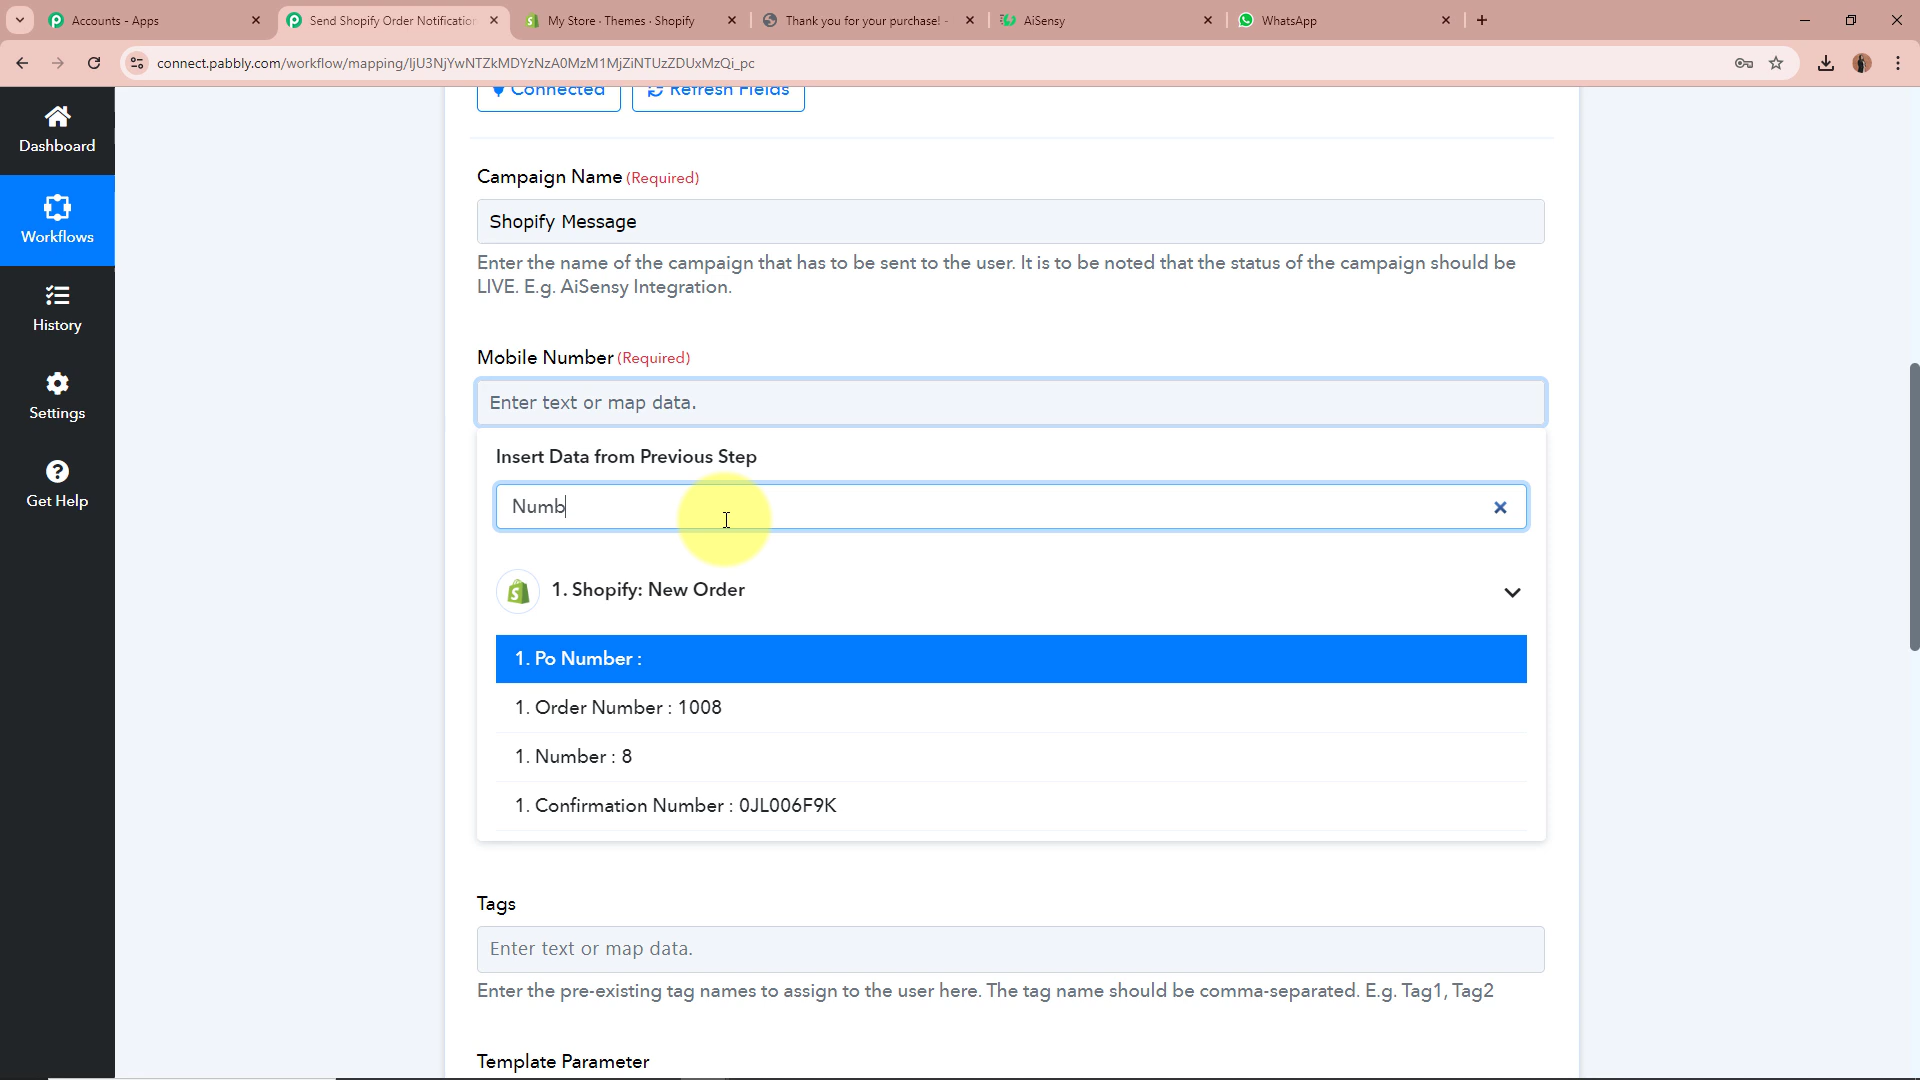 Accounts - Apps
Send Shopify Order Notification
My Store · Themes · Shopify
Thank you for your purchase! -
AiSensy
WhatsApp
connect.pabbly.com/workflow/mapping/IjU3NjYwNTZkMDYzNzA0MzM1MjZiNTUzZDUxMzQi_pc
Dashboard
Workflows
History
Settings
Get Help
Connected
Refresh Fields
Campaign Name (Required)
Shopify Message
Enter the name of the campaign that has to be sent to the user. It is to be noted that the status of the campaign should be
LIVE. E.g. AiSensy Integration.
Mobile Number (Required)
Enter text or map data.
Insert Data from Previous Step
Numb
1. Shopify: New Order
1. Po Number :
1. Order Number : 1008
1. Number : 8
1. Confirmation Number : 0JL006F9K
Tags
Enter text or map data.
Enter the pre-existing tag names to assign to the user here. The tag name should be comma-separated. E.g. Tag1, Tag2
Template Parameter